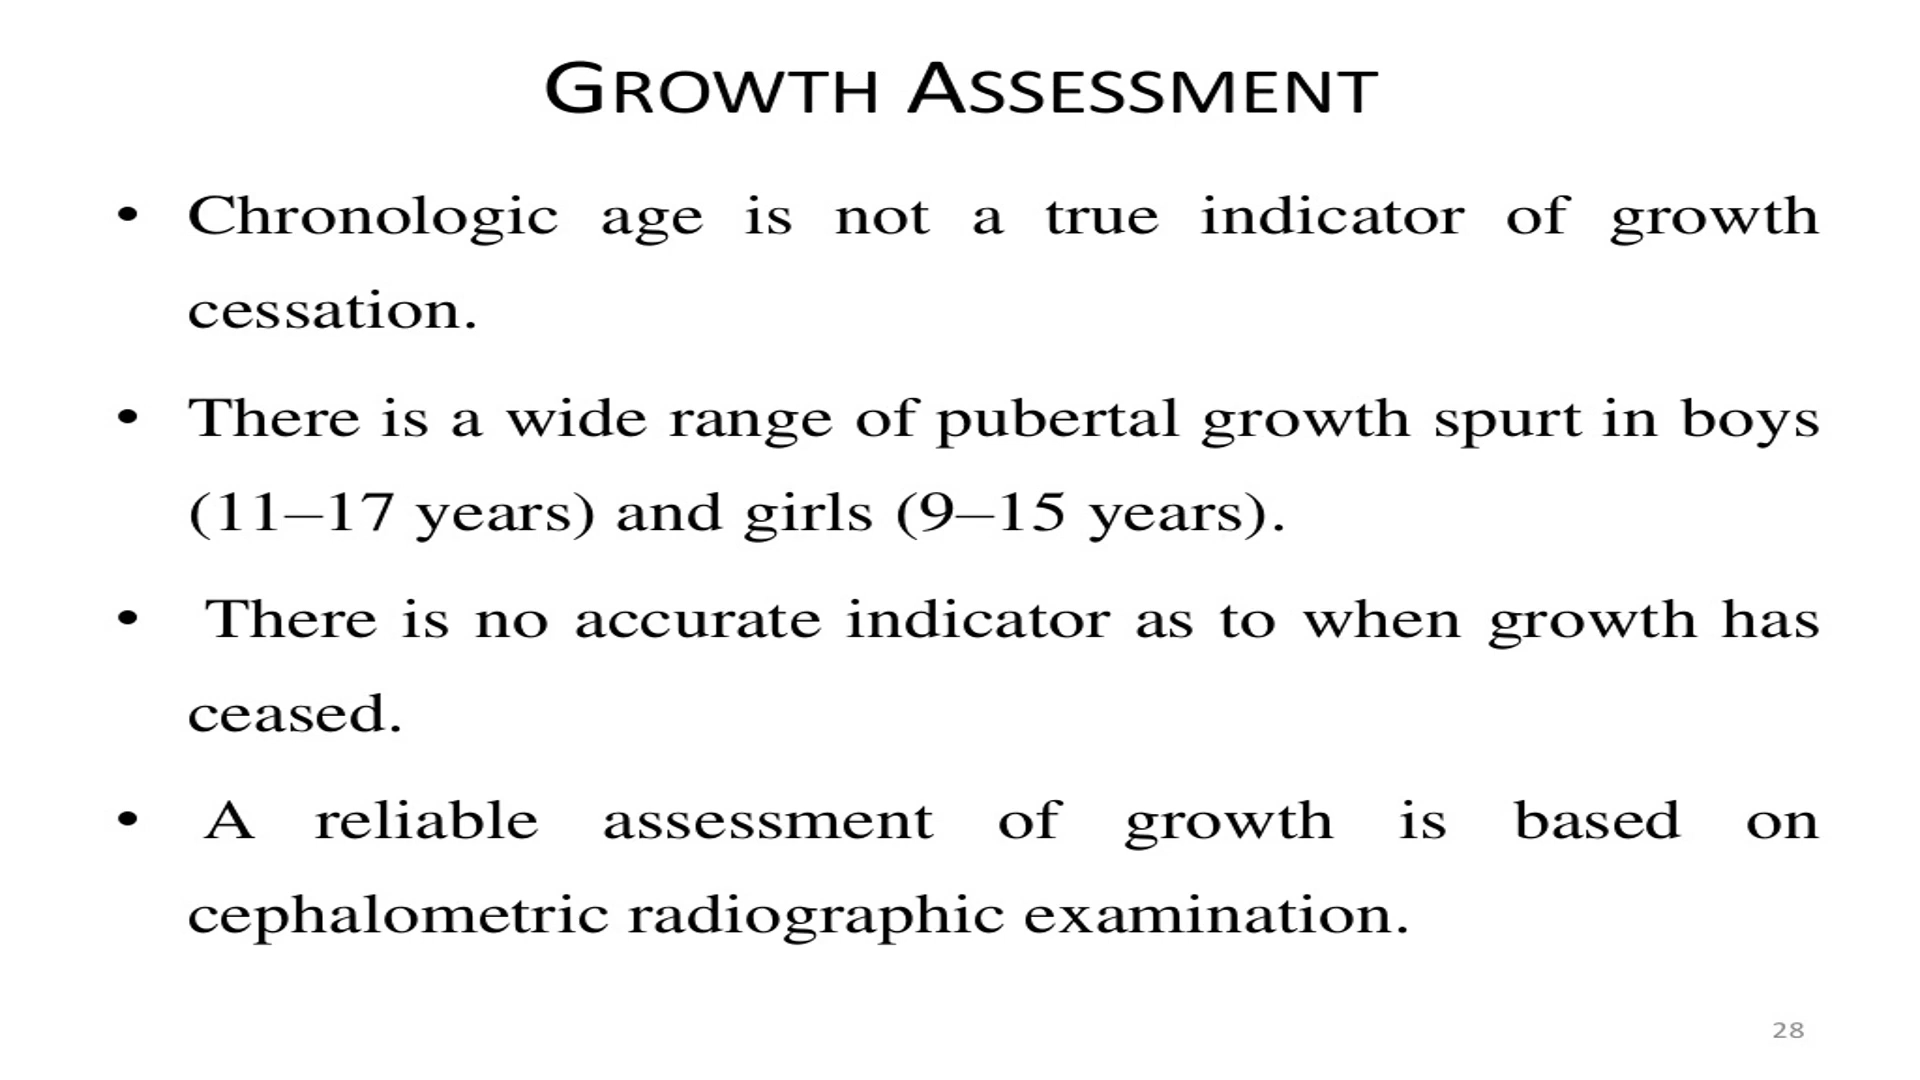 GROWTH ASSESSMENT
• Chronologic age is not a true indicator of growth
cessation.
• There is a wide range of pubertal growth spurt in boys
(11–17 years) and girls (9–15 years).
• There is no accurate indicator as to when growth has
ceased.
• A reliable assessment of growth is based on
cephalometric radiographic examination.
28